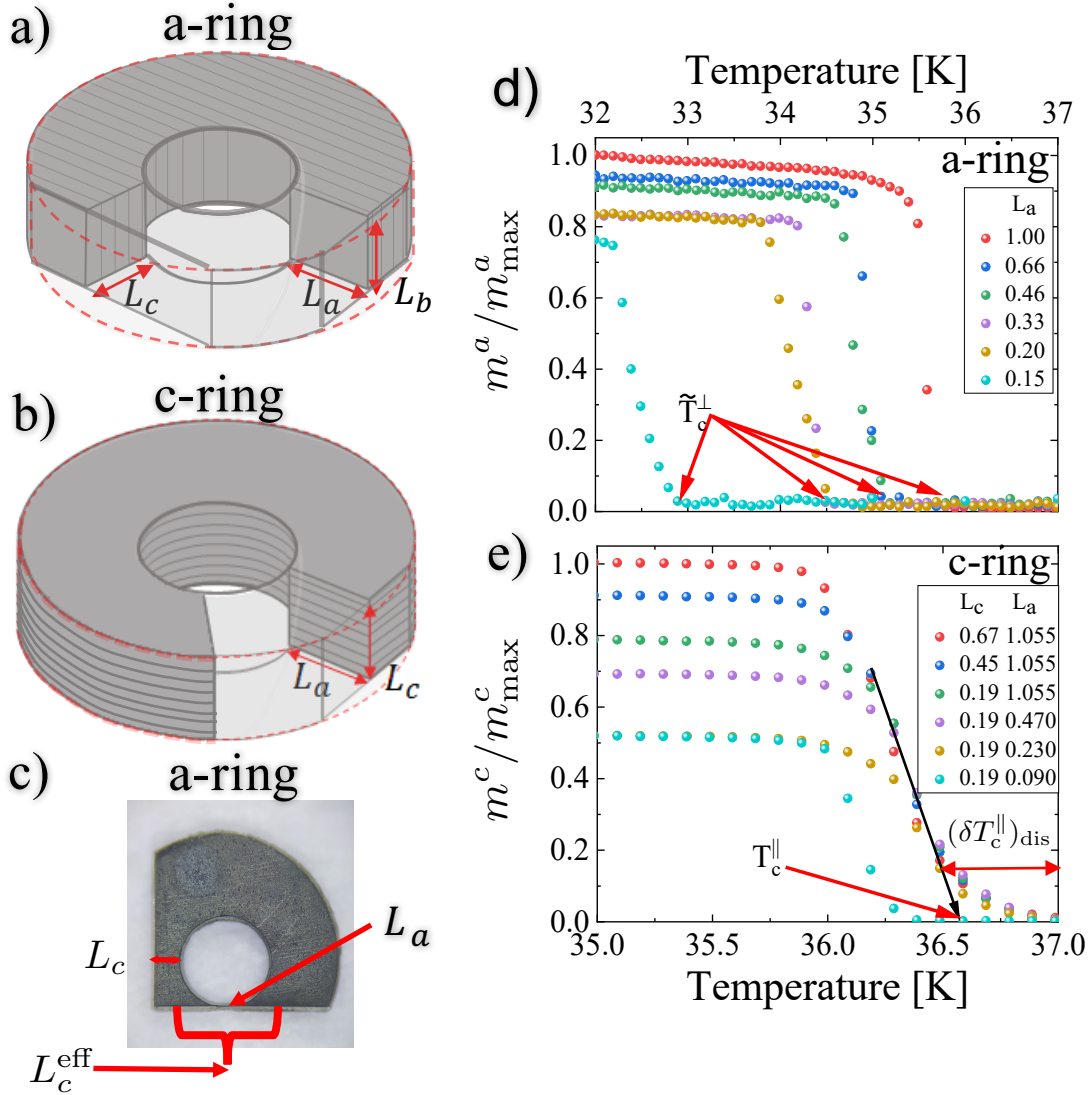 a)
a-ring
L_c
L_a
L_b
b)
c-ring
L_a
L_c
c)
a-ring
L_c
L_a
L_c^eff
d)
Temperature [K]
32 33 34 35 36 37
a-ring
m^a / m^a_max
1.0
0.8
0.6
0.4
0.2
0.0
L_a
1.00
0.66
0.46
0.33
0.20
0.15
T̃_c^⊥
e)
c-ring
m^c / m^c_max
1.0
0.8
0.6
0.4
0.2
0.0
L_c L_a
0.67 1.055
0.45 1.055
0.19 1.055
0.19 0.470
0.19 0.230
0.19 0.090
(δT_c^∥)_dis
T_c^∥
35.0 35.5 36.0 36.5 37.0
Temperature [K]